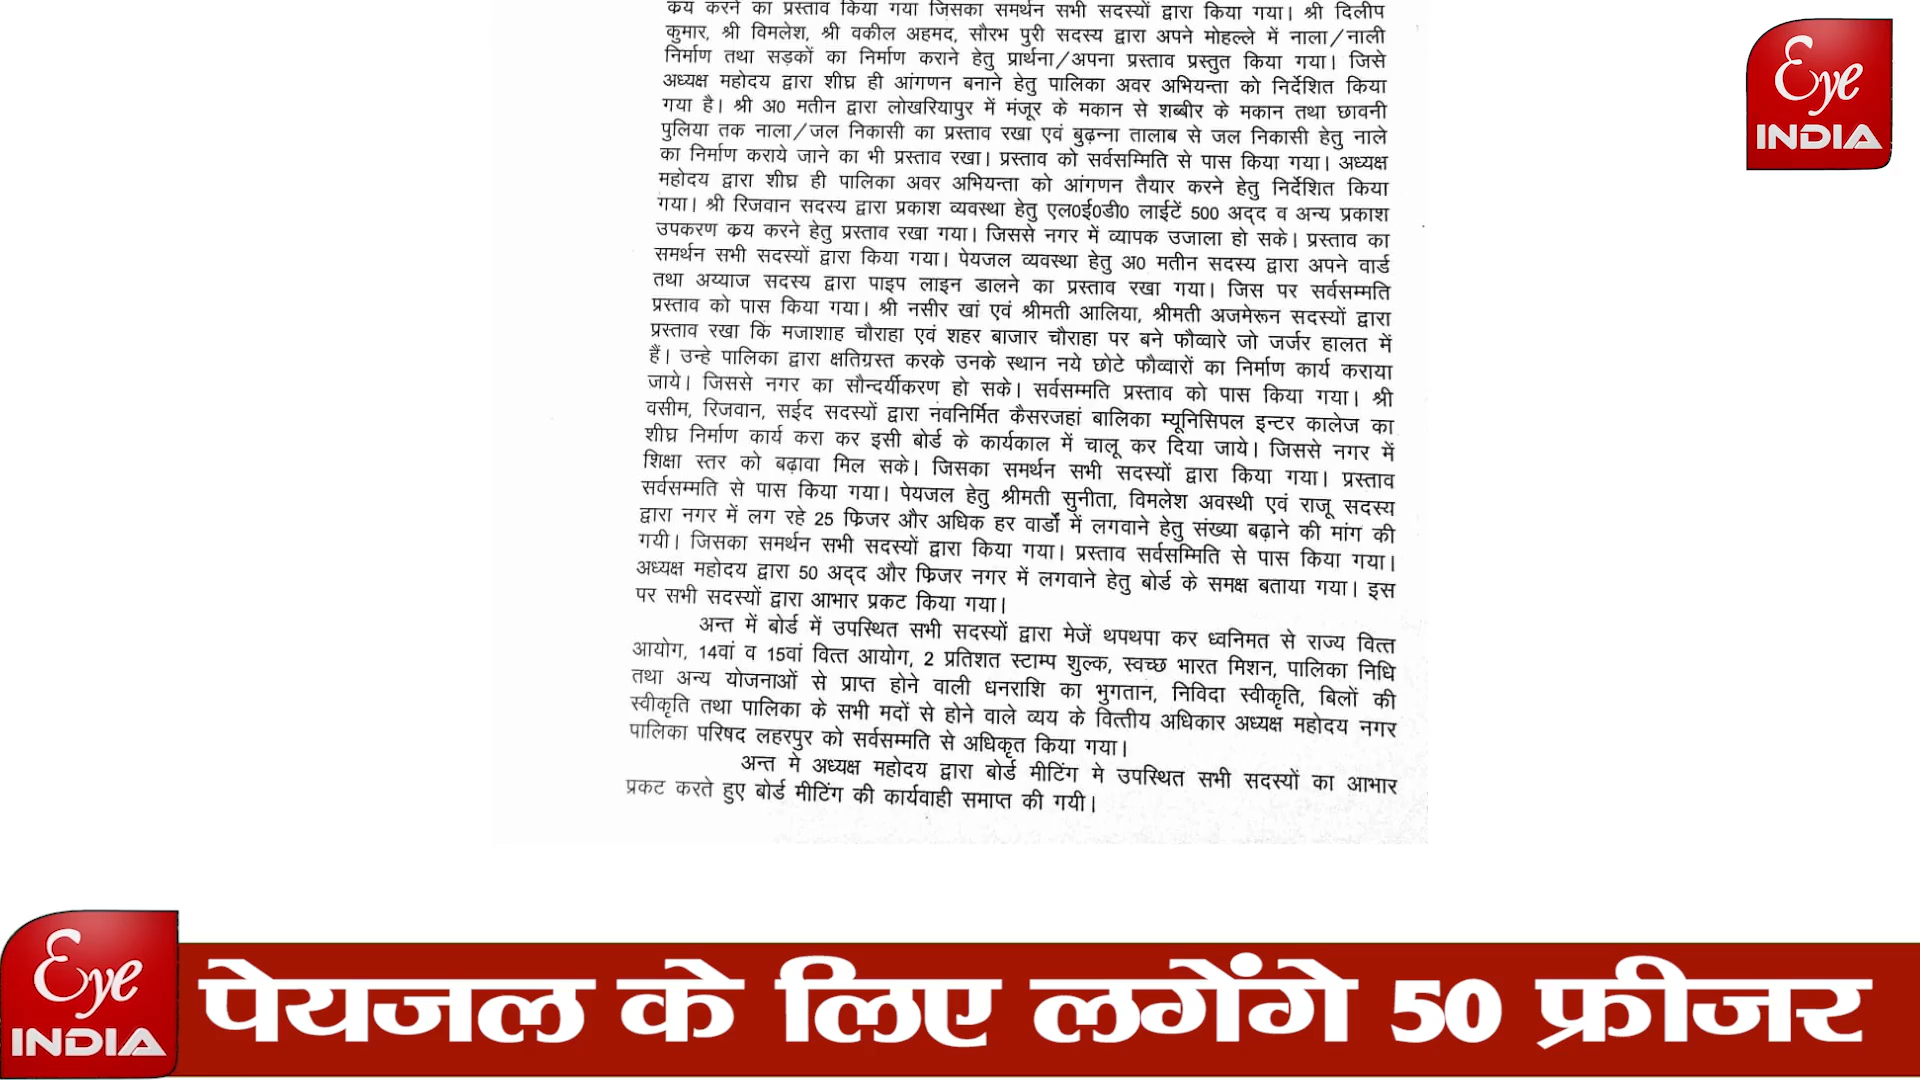 क्रय करने का प्रस्ताव किया गया जिसका समर्थन सभी सदस्यों द्वारा किया गया। श्री दिलीप
कुमार, श्री विमलेश, श्री वकील अहमद, सौरभ पुरी सदस्य द्वारा अपने मोहल्ले में नाला/नाली
निर्माण तथा सड़कों का निर्माण कराने हेतु प्रार्थना/अपना प्रस्ताव प्रस्तुत किया गया। जिसे
अध्यक्ष महोदय द्वारा शीघ्र ही आंगणन बनाने हेतु पालिका अवर अभियन्ता को निर्देशित किया
गया है। श्री अ0 मतीन द्वारा लोखरियापुर में मंजूर के मकान से शब्बीर के मकान तथा छावनी
पुलिया तक नाला/जल निकासी का प्रस्ताव रखा एवं बुढ़न्ना तालाब से जल निकासी हेतु नाले
का निर्माण कराये जाने का भी प्रस्ताव रखा। प्रस्ताव को सर्वसम्मिति से पास किया गया। अध्यक्ष
महोदय द्वारा शीघ्र ही पालिका अवर अभियन्ता को आंगणन तैयार करने हेतु निर्देशित किया
गया। श्री रिजवान सदस्य द्वारा प्रकाश व्यवस्था हेतु एल0ई0डी0 लाईटें 500 अद्द व अन्य प्रकाश
उपकरण क्रय करने हेतु प्रस्ताव रखा गया। जिससे नगर में व्यापक उजाला हो सके। प्रस्ताव का
समर्थन सभी सदस्यों द्वारा किया गया। पेयजल व्यवस्था हेतु अ0 मतीन सदस्य द्वारा अपने वार्ड
तथा अय्याज सदस्य द्वारा पाइप लाइन डालने का प्रस्ताव रखा गया। जिस पर सर्वसम्मति
प्रस्ताव को पास किया गया। श्री नसीर खां एवं श्रीमती आलिया, श्रीमती अजमेरून सदस्यों द्वारा
प्रस्ताव रखा कि मजाशाह चौराहा एवं शहर बाजार चौराहा पर बने फौव्वारे जो जर्जर हालत में
हैं। उन्हे पालिका द्वारा क्षतिग्रस्त करके उनके स्थान नये छोटे फौव्वारों का निर्माण कार्य कराया
जाये। जिससे नगर का सौन्दर्यीकरण हो सके। सर्वसम्मति प्रस्ताव को पास किया गया। श्री
वसीम, रिजवान, सईद सदस्यों द्वारा नवनिर्मित कैसरजहां बालिका म्यूनिसिपल इन्टर कालेज का
शीघ्र निर्माण कार्य करा कर इसी बोर्ड के कार्यकाल में चालू कर दिया जाये। जिससे नगर में
शिक्षा स्तर को बढ़ावा मिल सके। जिसका समर्थन सभी सदस्यों द्वारा किया गया। प्रस्ताव
सर्वसम्मति से पास किया गया। पेयजल हेतु श्रीमती सुनीता, विमलेश अवस्थी एवं राजू सदस्य
द्वारा नगर में लग रहे 25 फ्रिजर और अधिक हर वार्डों में लगवाने हेतु संख्या बढ़ाने की मांग की
गयी। जिसका समर्थन सभी सदस्यों द्वारा किया गया। प्रस्ताव सर्वसम्मिति से पास किया गया।
अध्यक्ष महोदय द्वारा 50 अद्द और फ्रिजर नगर में लगवाने हेतु बोर्ड के समक्ष बताया गया। इस
पर सभी सदस्यों द्वारा आभार प्रकट किया गया।
अन्त में बोर्ड में उपस्थित सभी सदस्यों द्वारा मेजें थपथपा कर ध्वनिमत से राज्य वित्त
आयोग, 14वां व 15वां वित्त आयोग, 2 प्रतिशत स्टाम्प शुल्क, स्वच्छ भारत मिशन, पालिका निधि
तथा अन्य योजनाओं से प्राप्त होने वाली धनराशि का भुगतान, निविदा स्वीकृति, बिलों की
स्वीकृति तथा पालिका के सभी मदों से होने वाले व्यय के वित्तीय अधिकार अध्यक्ष महोदय नगर
पालिका परिषद लहरपुर को सर्वसम्मति से अधिकृत किया गया।
अन्त मे अध्यक्ष महोदय द्वारा बोर्ड मीटिंग मे उपस्थित सभी सदस्यों का आभार
प्रकट करते हुए बोर्ड मीटिंग की कार्यवाही समाप्त की गयी।
Eye
INDIA
Eye
INDIA
पेयजल के लिए लगेंगे 50 फ्रीजर